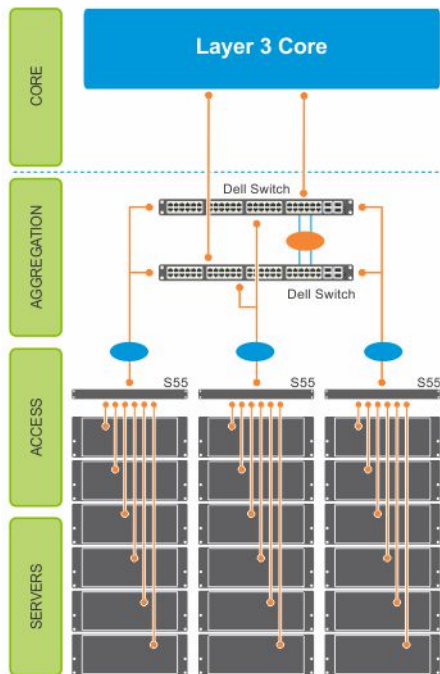 CORE
Layer 3 Core
AGGREGATION
Dell Switch
Dell Switch
ACCESS
S55
S55
S55
SERVERS